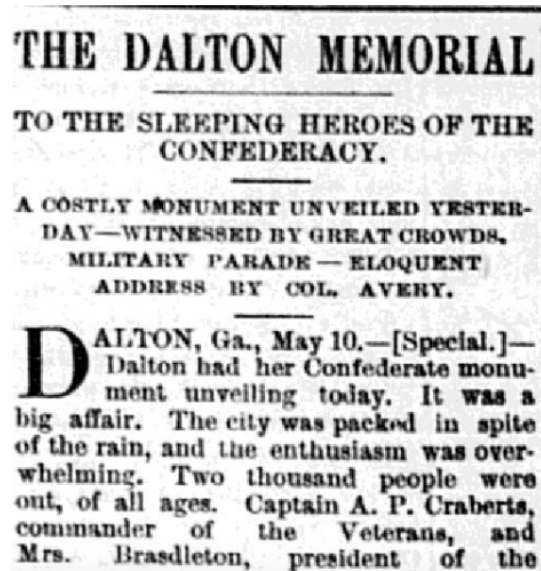 THE DALTON MEMORIAL
TO THE SLEEPING HEROES OF THE
CONFEDERACY.
A COSTLY MONUMENT UNVEILED YESTER-
DAY—WITNESSED BY GREAT CROWDS.
MILITARY PARADE — ELOQUENT
ADDRESS BY COL. AVERY.
DALTON, Ga., May 10.—[Special.]—
Dalton had her Confederate monu-
ment unveiling today. It was a
big affair. The city was packed in spite
of the rain, and the enthusiasm was over-
whelming. Two thousand people were
out, of all ages. Captain A. P. Craberts,
commander of the Veterans, and
Mrs. Brasdleton, president of the